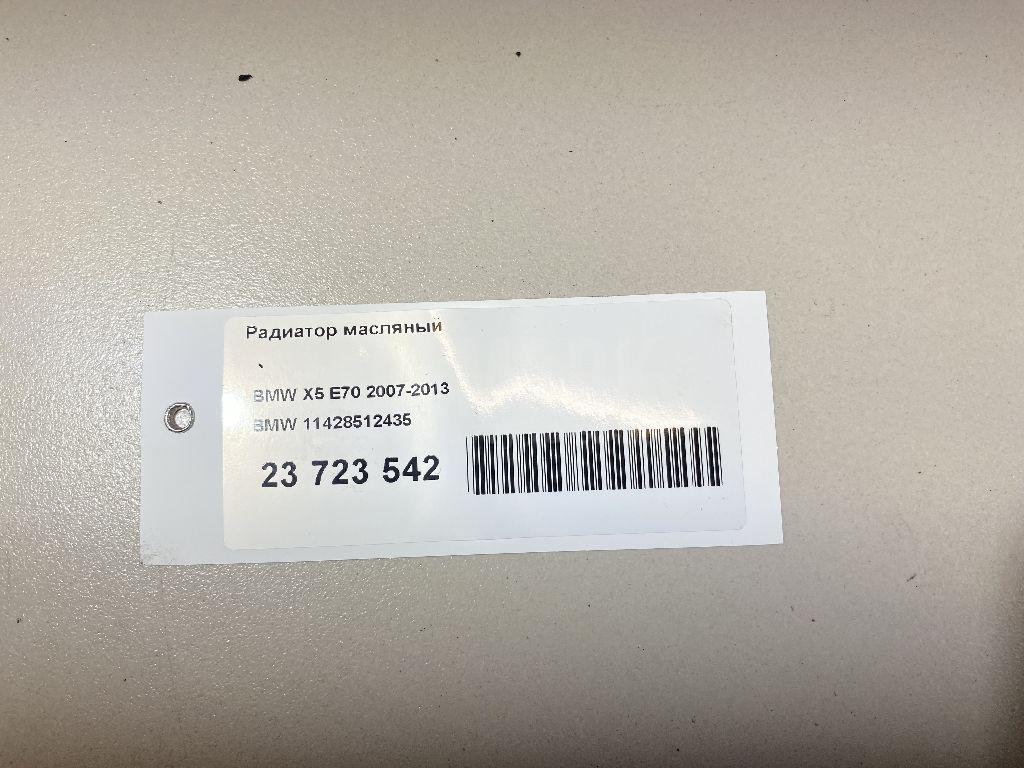 Радиатор масляный
BMW X5 E70 2007-2013
BMW 11428512435
23 723 542